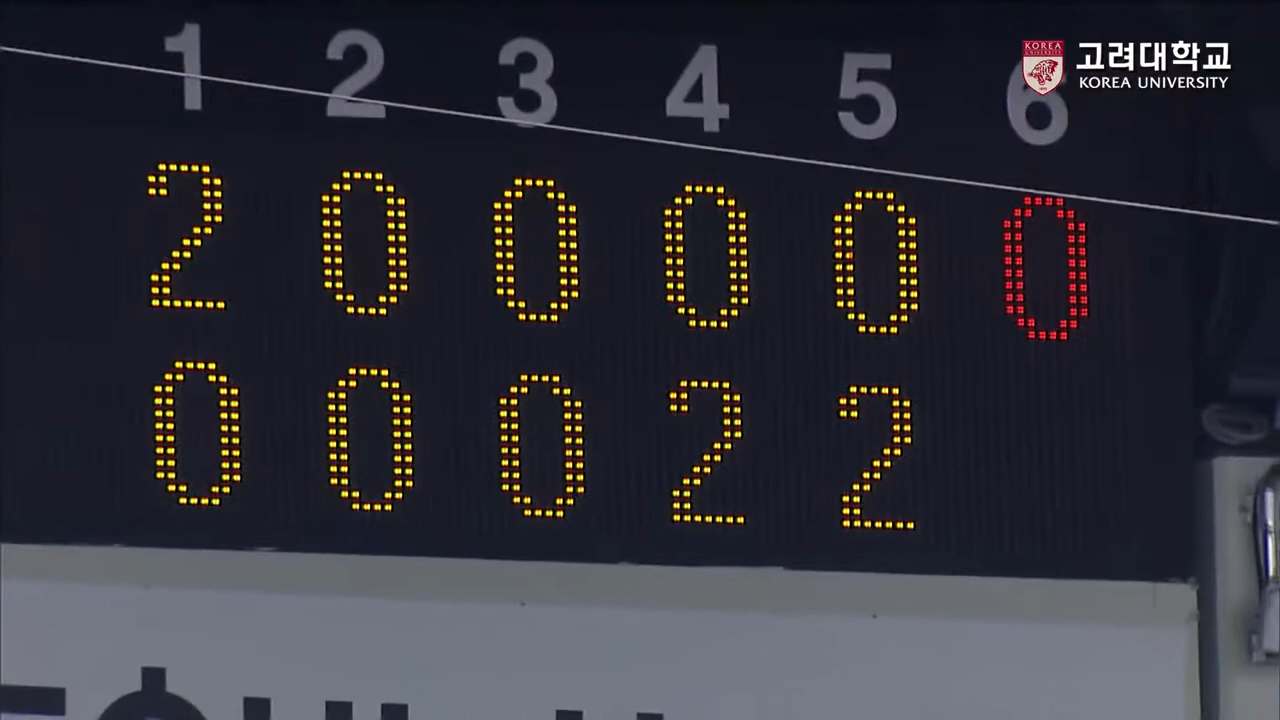 1 2 3 4 5 6
KOREA
UNIVERSITY
고려대학교
KOREA UNIVERSITY
2 0 0 0 0 0
0 0 0 2 2